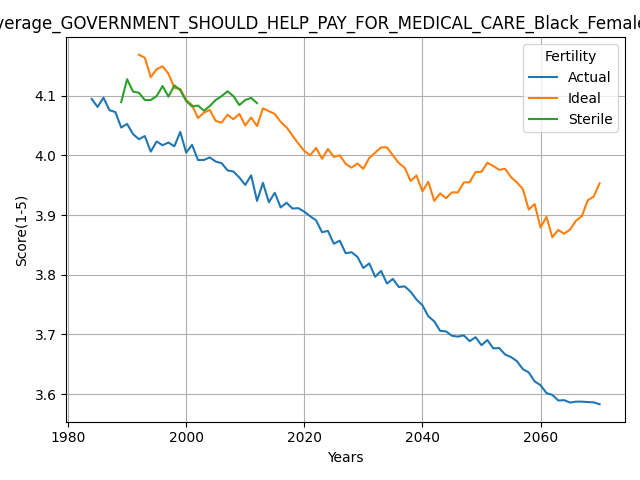 verage_GOVERNMENT_SHOULD_HELP_PAY_FOR_MEDICAL_CARE_Black_Female
Fertility
Actual
Ideal
Sterile
Score(1-5)
4.1
4.0
3.9
3.8
3.7
3.6
1980
2000
2020
2040
2060
Years